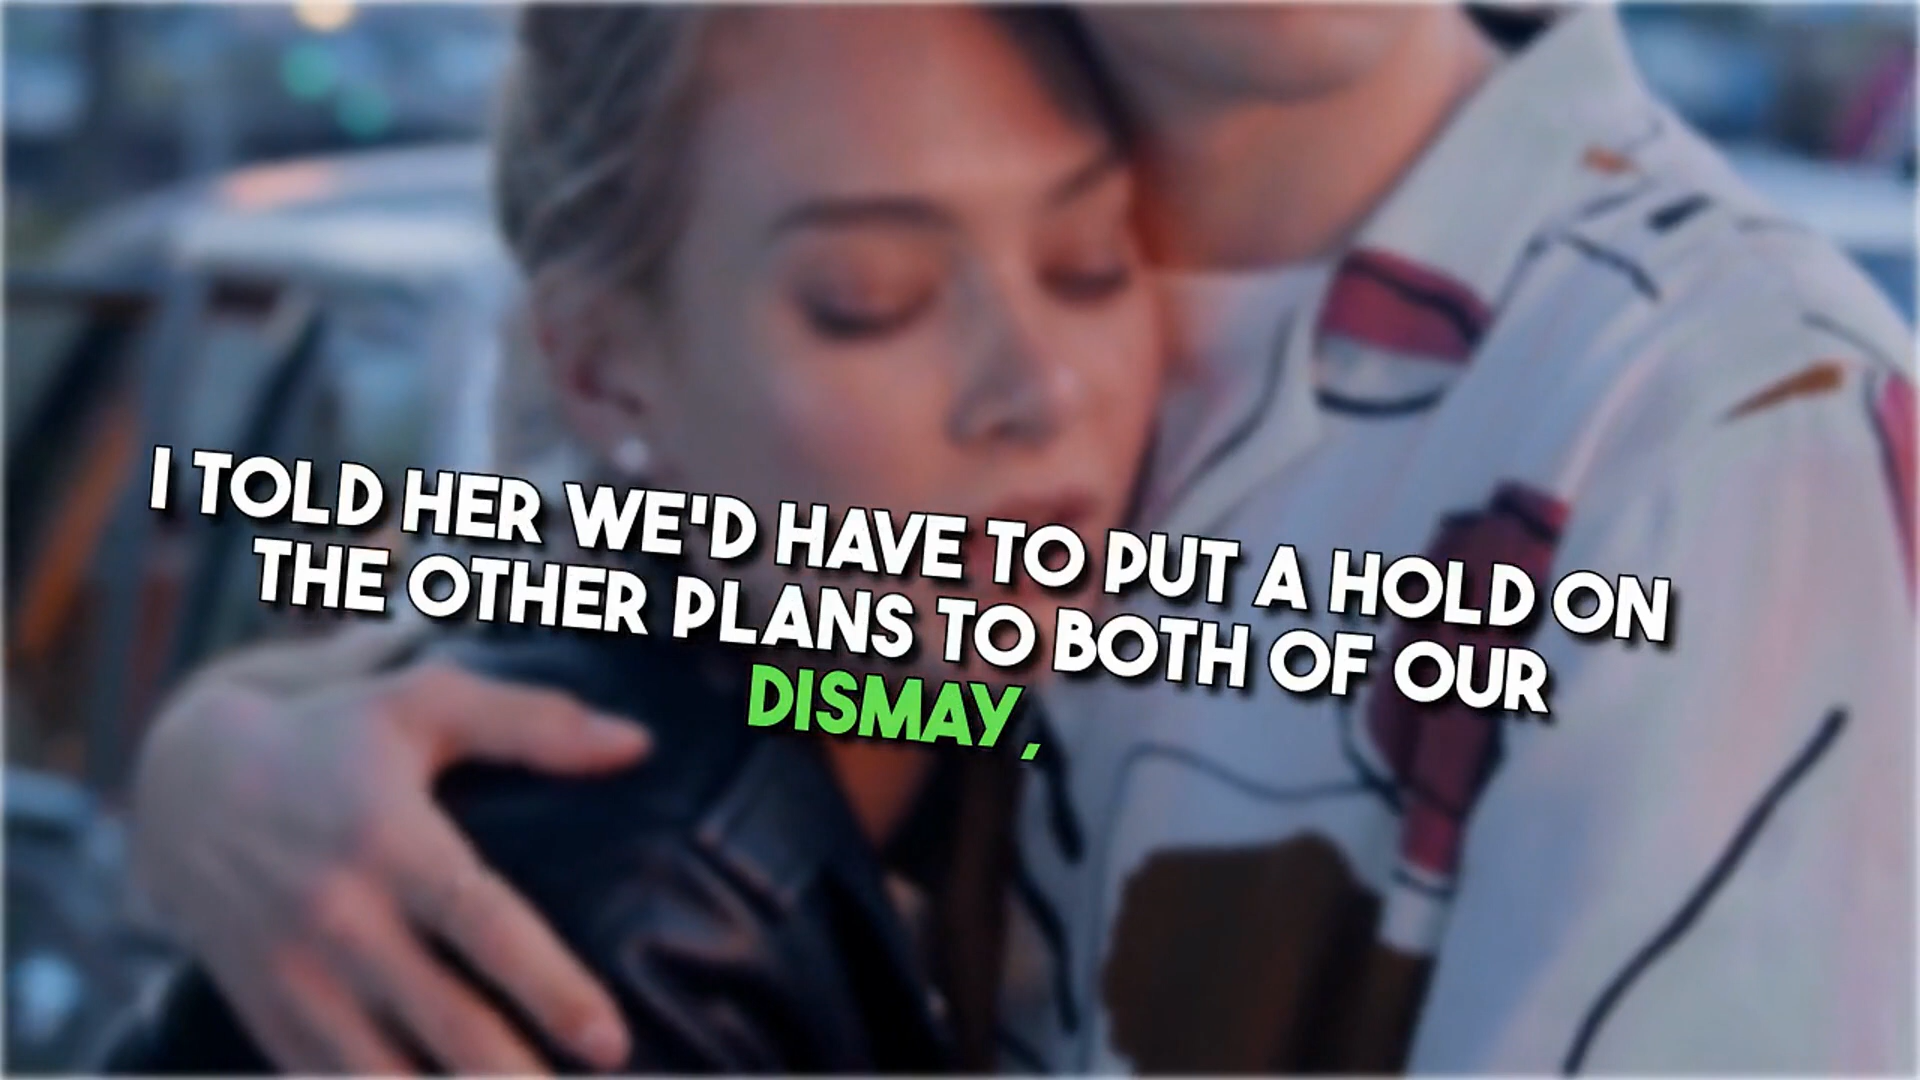 I TOLD HER WE'D HAVE TO PUT A HOLD ON
THE OTHER PLANS TO BOTH OF OUR
DISMAY,